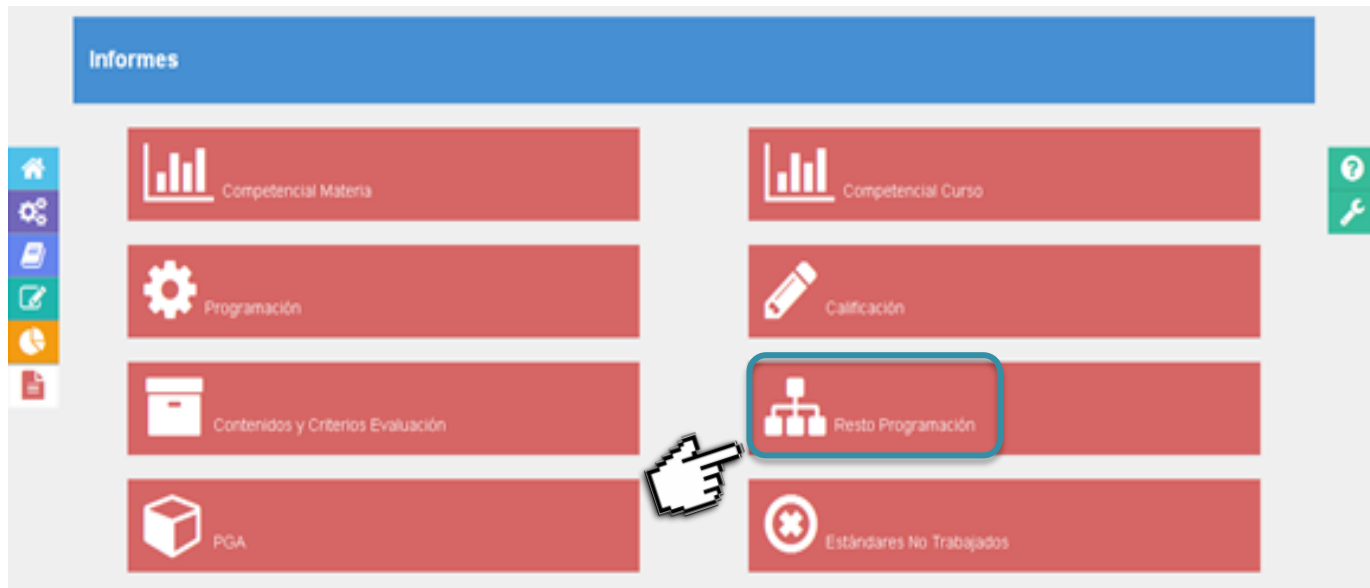 Informes
Competencial Materia
Competencial Curso
Programación
Calificación
Contenidos y Criterios Evaluación
Resto Programación
PGA
Estándares No Trabajados